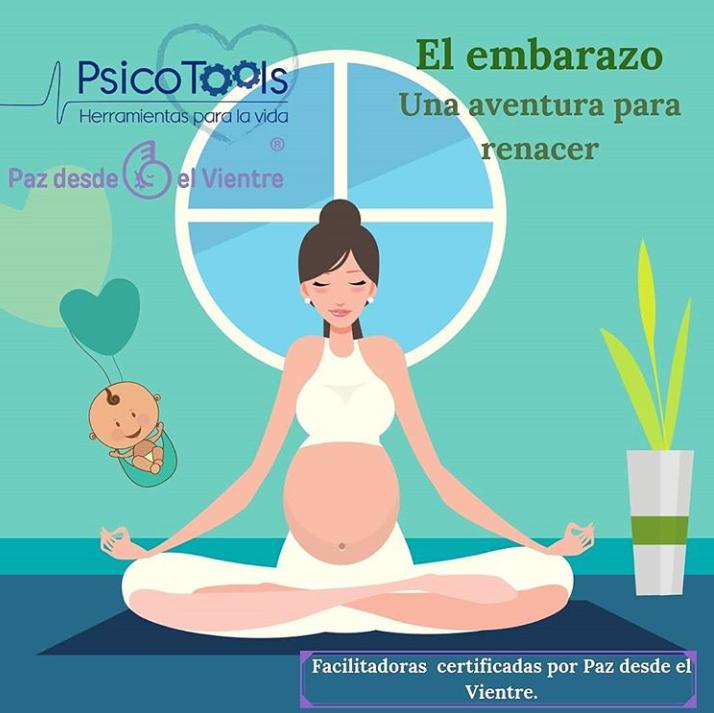 PsicoTools
Herramientas para la vida
®
Paz desde el Vientre
El embarazo
Una aventura para
renacer
Facilitadoras certificadas por Paz desde el
Vientre.